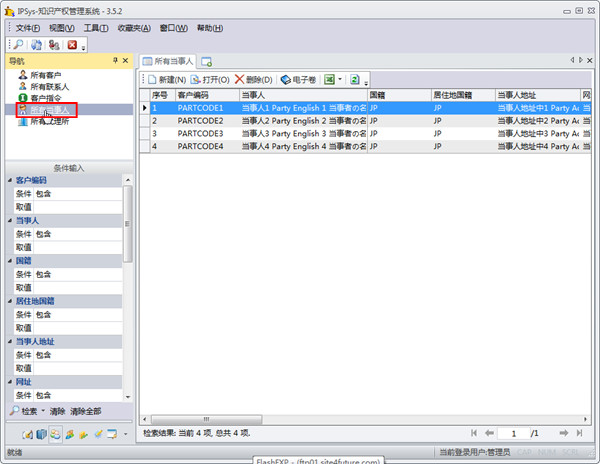 IPSys-知识产权管理系统 - 3.5.2
文件(F) 视图(V) 工具(T) 收藏夹(A) 窗口(W) 帮助(H)
导航
所有客户
所有联系人
客户指令
所有当事人
条件输入
客户编码
条件 包含
取值
当事人
条件 包含
取值
国籍
条件 包含
取值
居住地国籍
条件 包含
取值
当事人地址
条件 包含
取值
网址
条件 包含
检索 清除 清除全部
所有当事人
新建(N) 打开(O) 删除(D) 电子卷
序号 客户编码 当事人 国籍 居住地国籍 当事人地址 网
1 PARTCODE1 当事人1 Party English 1 当事者の名 JP JP 当事人地址中1 Party Ad 当
2 PARTCODE2 当事人2 Party English 2 当事者の名 JP JP 当事人地址中2 Party Ad 当
3 PARTCODE3 当事人3 Party English 3 当事者の名 JP JP 当事人地址中3 Party Ad 当
4 PARTCODE4 当事人4 Party English 4 当事者の名 JP JP 当事人地址中4 Party Ad 当
检索结果: 当前 4 项, 总共 4 项.
1 /1
就绪
当前登录用户:管理员
CAP NUM SCRL
FlashFXP - (ftp01.site4future.com)